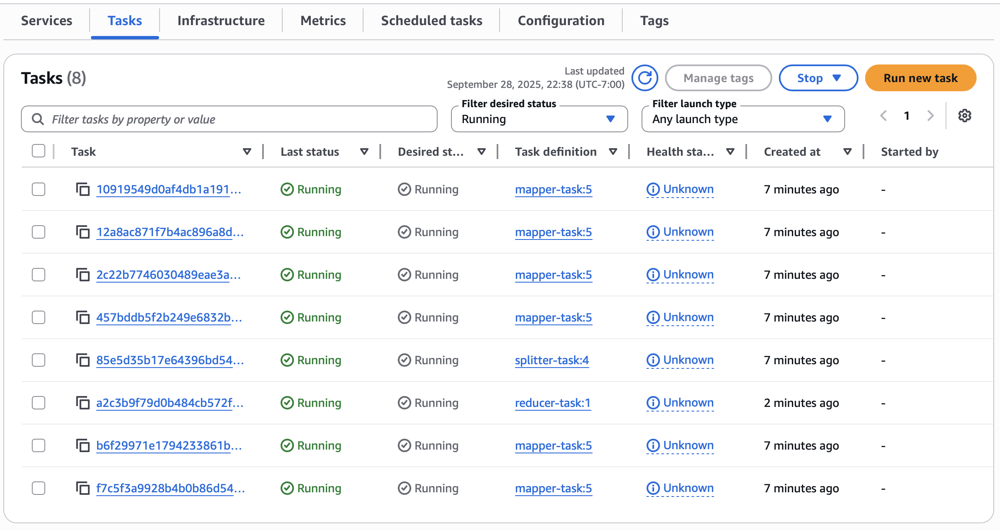 Services Tasks Infrastructure Metrics Scheduled tasks Configuration Tags
Tasks (8)
Last updated
September 28, 2025, 22:38 (UTC-7:00)
Manage tags Stop Run new task
Filter tasks by property or value
Filter desired status
Running
Filter launch type
Any launch type
1
Task Last status Desired st... Task definition Health sta... Created at Started by
10919549d0af4db1a191... Running Running mapper-task:5 Unknown 7 minutes ago -
12a8ac871f7b4ac896a8d... Running Running mapper-task:5 Unknown 7 minutes ago -
2c22b7746030489eae3a... Running Running mapper-task:5 Unknown 7 minutes ago -
457bddb5f2b249e6832b... Running Running mapper-task:5 Unknown 7 minutes ago -
85e5d35b17e64396bd54... Running Running splitter-task:4 Unknown 7 minutes ago -
a2c3b9f79d0b484cb572f... Running Running reducer-task:1 Unknown 2 minutes ago -
b6f29971e1794233861b... Running Running mapper-task:5 Unknown 7 minutes ago -
f7c5f3a9928b4b0b86d54... Running Running mapper-task:5 Unknown 7 minutes ago -